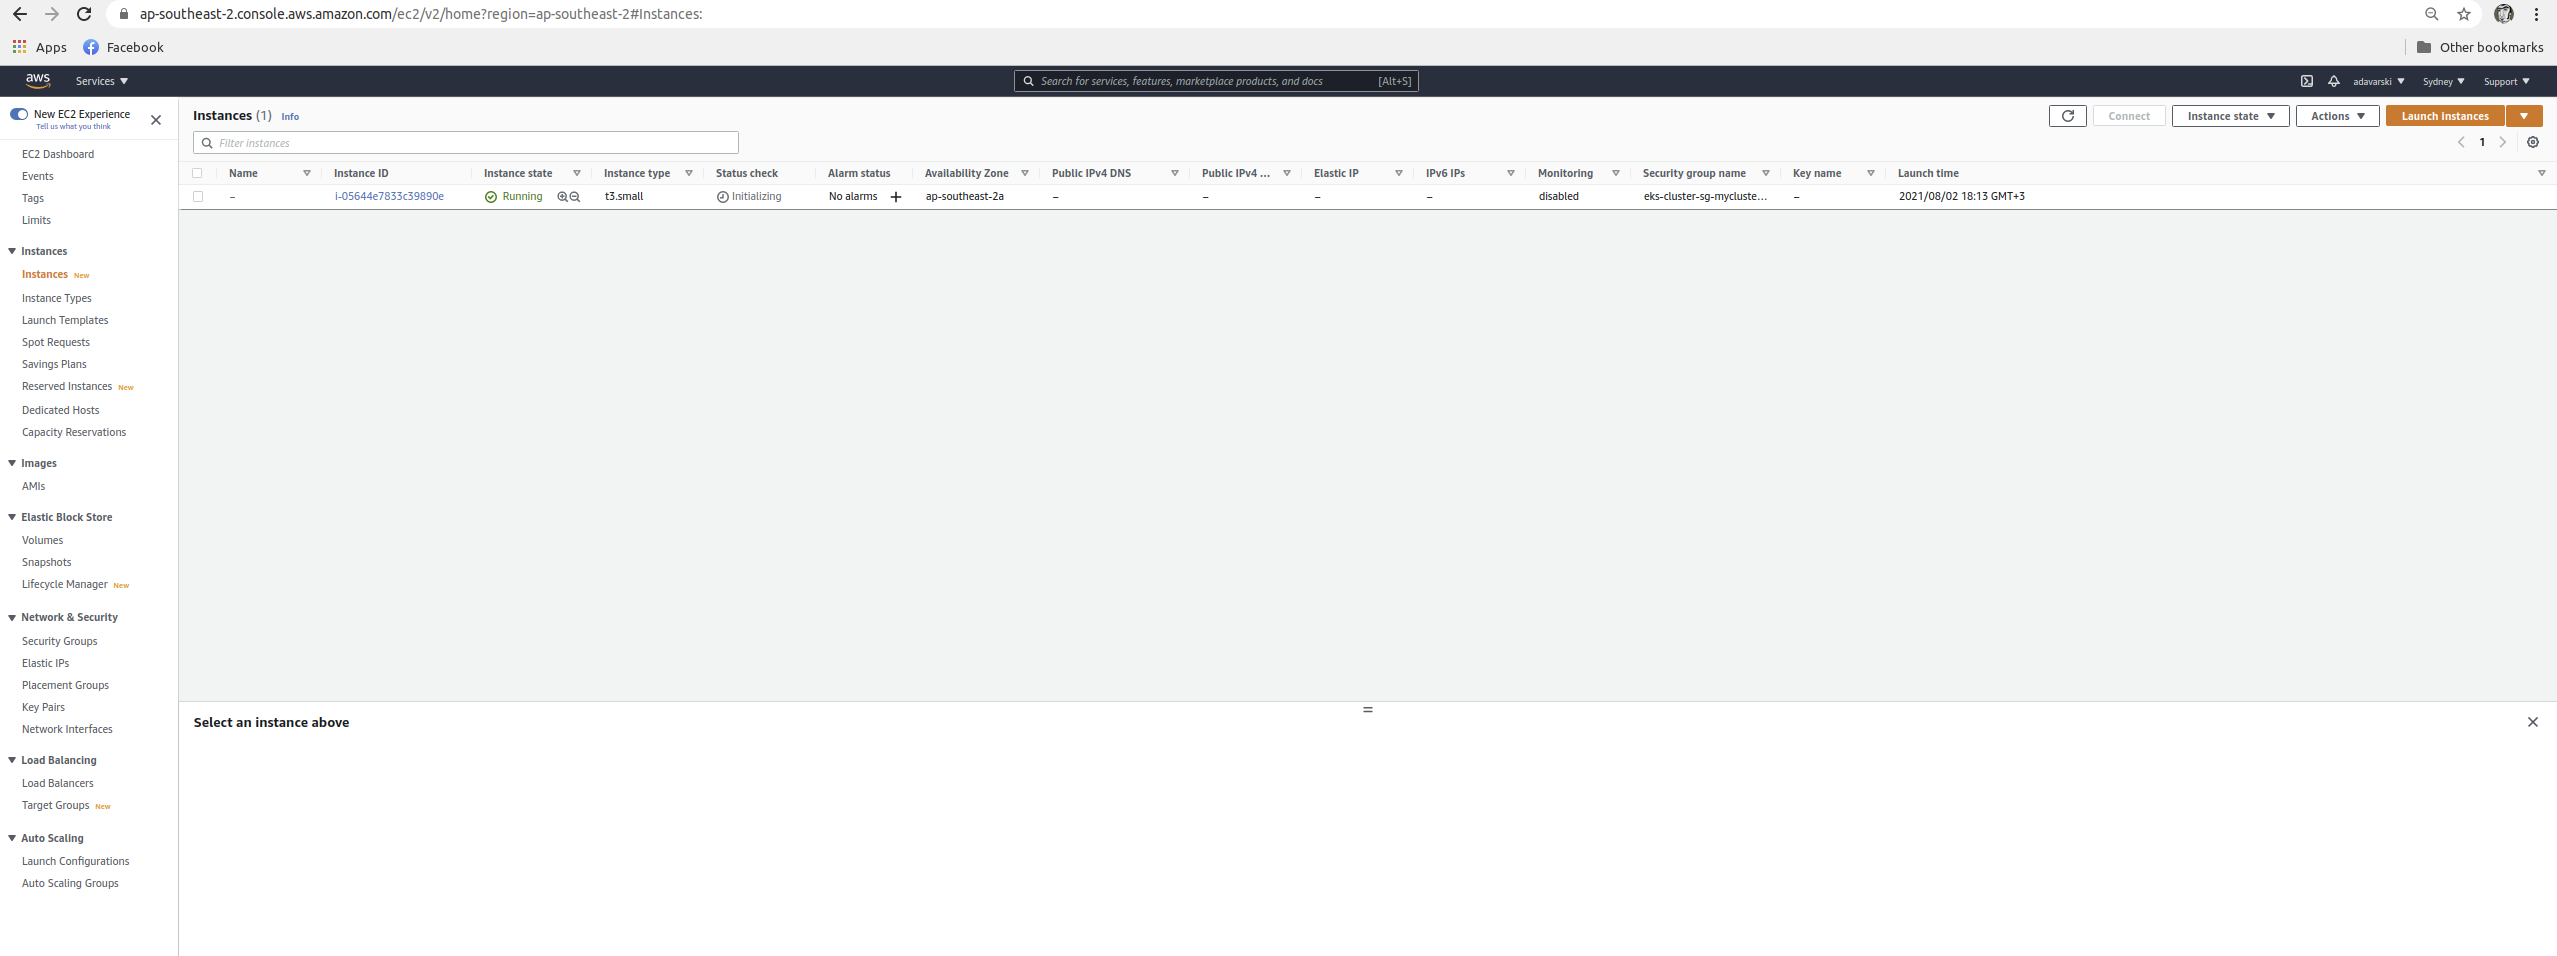 ap-southeast-2.console.aws.amazon.com/ec2/v2/home?region=ap-southeast-2#Instances:
Apps Facebook Other bookmarks
aws Services Search for services, features, marketplace products, and docs [Alt+S] adavarski Sydney Support
New EC2 Experience
Tell us what you think
EC2 Dashboard
Events
Tags
Limits
Instances
Instances New
Instance Types
Launch Templates
Spot Requests
Savings Plans
Reserved Instances New
Dedicated Hosts
Capacity Reservations
Images
AMIs
Elastic Block Store
Volumes
Snapshots
Lifecycle Manager New
Network & Security
Security Groups
Elastic IPs
Placement Groups
Key Pairs
Network Interfaces
Load Balancing
Load Balancers
Target Groups New
Auto Scaling
Launch Configurations
Auto Scaling Groups
Instances (1) Info Connect Instance state Actions Launch instances
Filter instances 1
Name Instance ID Instance state Instance type Status check Alarm status Availability Zone Public IPv4 DNS Public IPv4 ... Elastic IP IPv6 IPs Monitoring Security group name Key name Launch time
– i-05644e7833c39890e Running t3.small Initializing No alarms + ap-southeast-2a – – – – disabled eks-cluster-sg-mycluste... – 2021/08/02 18:13 GMT+3
Select an instance above